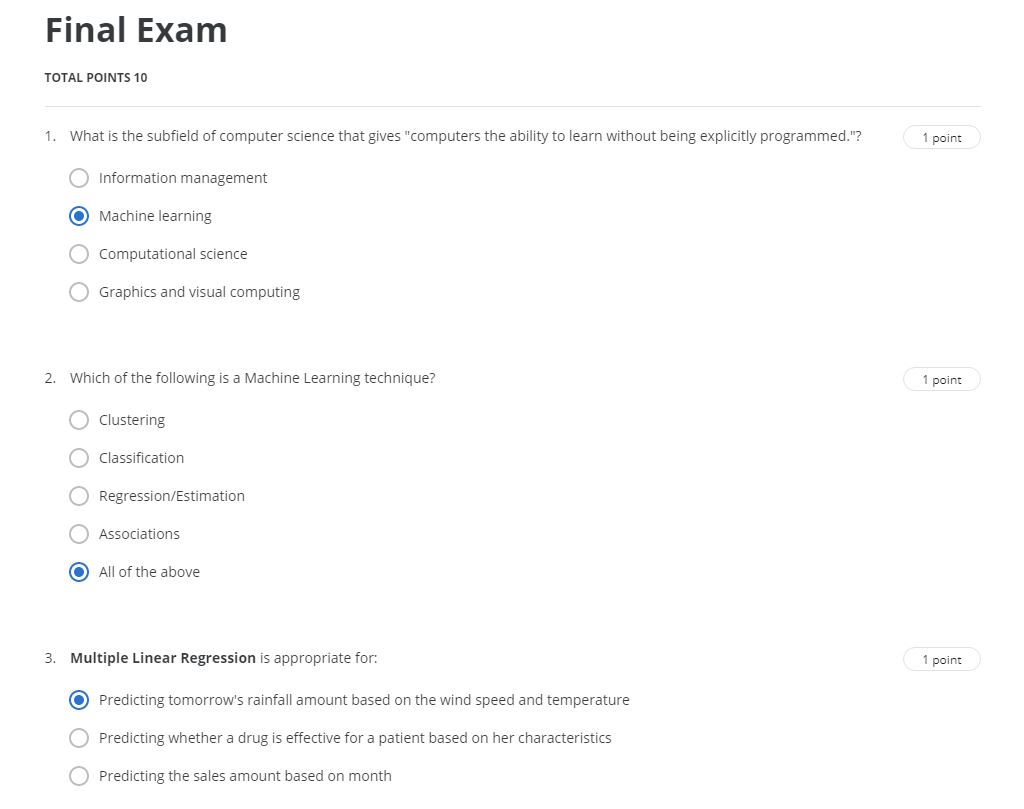 Final Exam
TOTAL POINTS 10
1. What is the subfield of computer science that gives "computers the ability to learn without being explicitly programmed."? 1 point
Information management
Machine learning
Computational science
Graphics and visual computing
2. Which of the following is a Machine Learning technique? 1 point
Clustering
Classification
Regression/Estimation
Associations
All of the above
3. Multiple Linear Regression is appropriate for: 1 point
Predicting tomorrow's rainfall amount based on the wind speed and temperature
Predicting whether a drug is effective for a patient based on her characteristics
Predicting the sales amount based on month